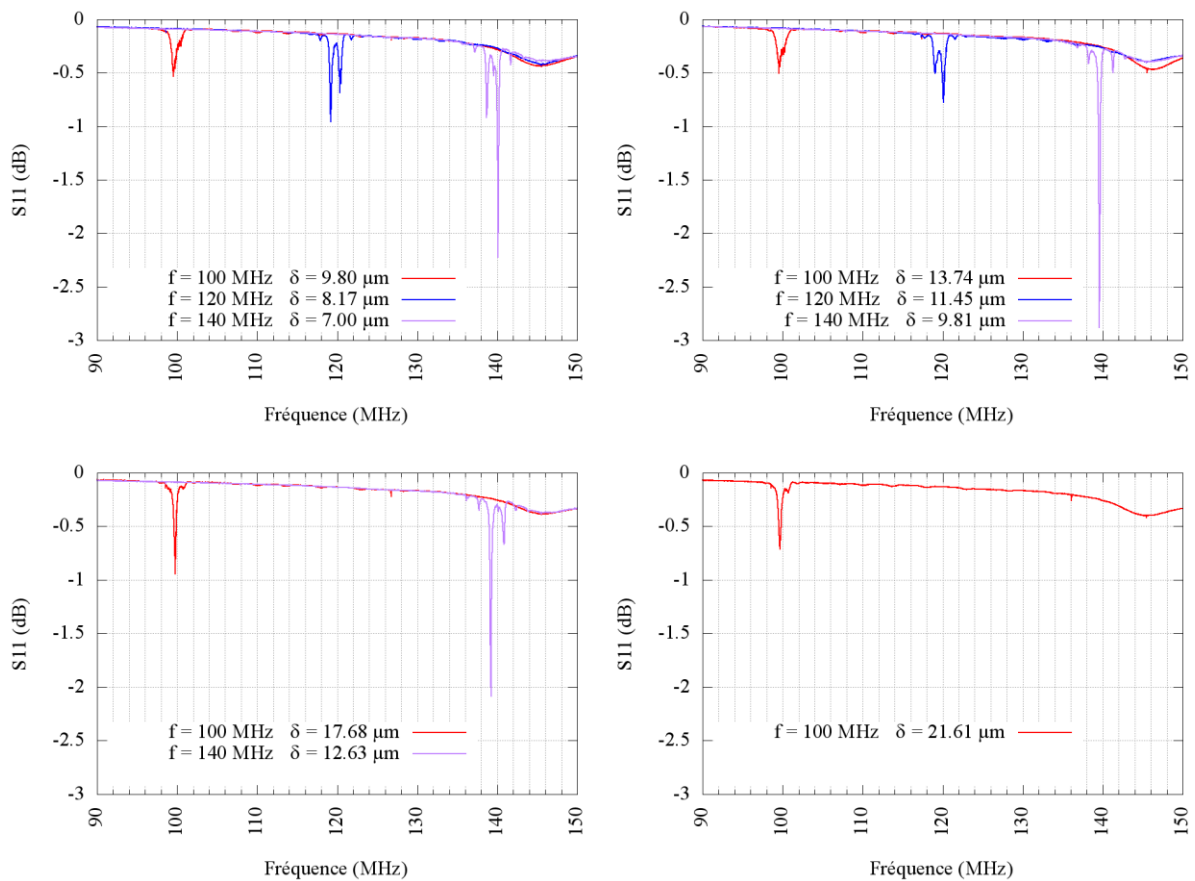 0
-0.5
-1
-1.5
-2
-2.5
-3
S11 (dB)
f = 100 MHz δ = 9.80 μm
f = 120 MHz δ = 8.17 μm
f = 140 MHz δ = 7.00 μm
90 100 110 120 130 140 150
Fréquence (MHz)
0
-0.5
-1
-1.5
-2
-2.5
-3
S11 (dB)
f = 100 MHz δ = 13.74 μm
f = 120 MHz δ = 11.45 μm
f = 140 MHz δ = 9.81 μm
90 100 110 120 130 140 150
Fréquence (MHz)
0
-0.5
-1
-1.5
-2
-2.5
-3
S11 (dB)
f = 100 MHz δ = 17.68 μm
f = 140 MHz δ = 12.63 μm
90 100 110 120 130 140 150
Fréquence (MHz)
0
-0.5
-1
-1.5
-2
-2.5
-3
S11 (dB)
f = 100 MHz δ = 21.61 μm
90 100 110 120 130 140 150
Fréquence (MHz)